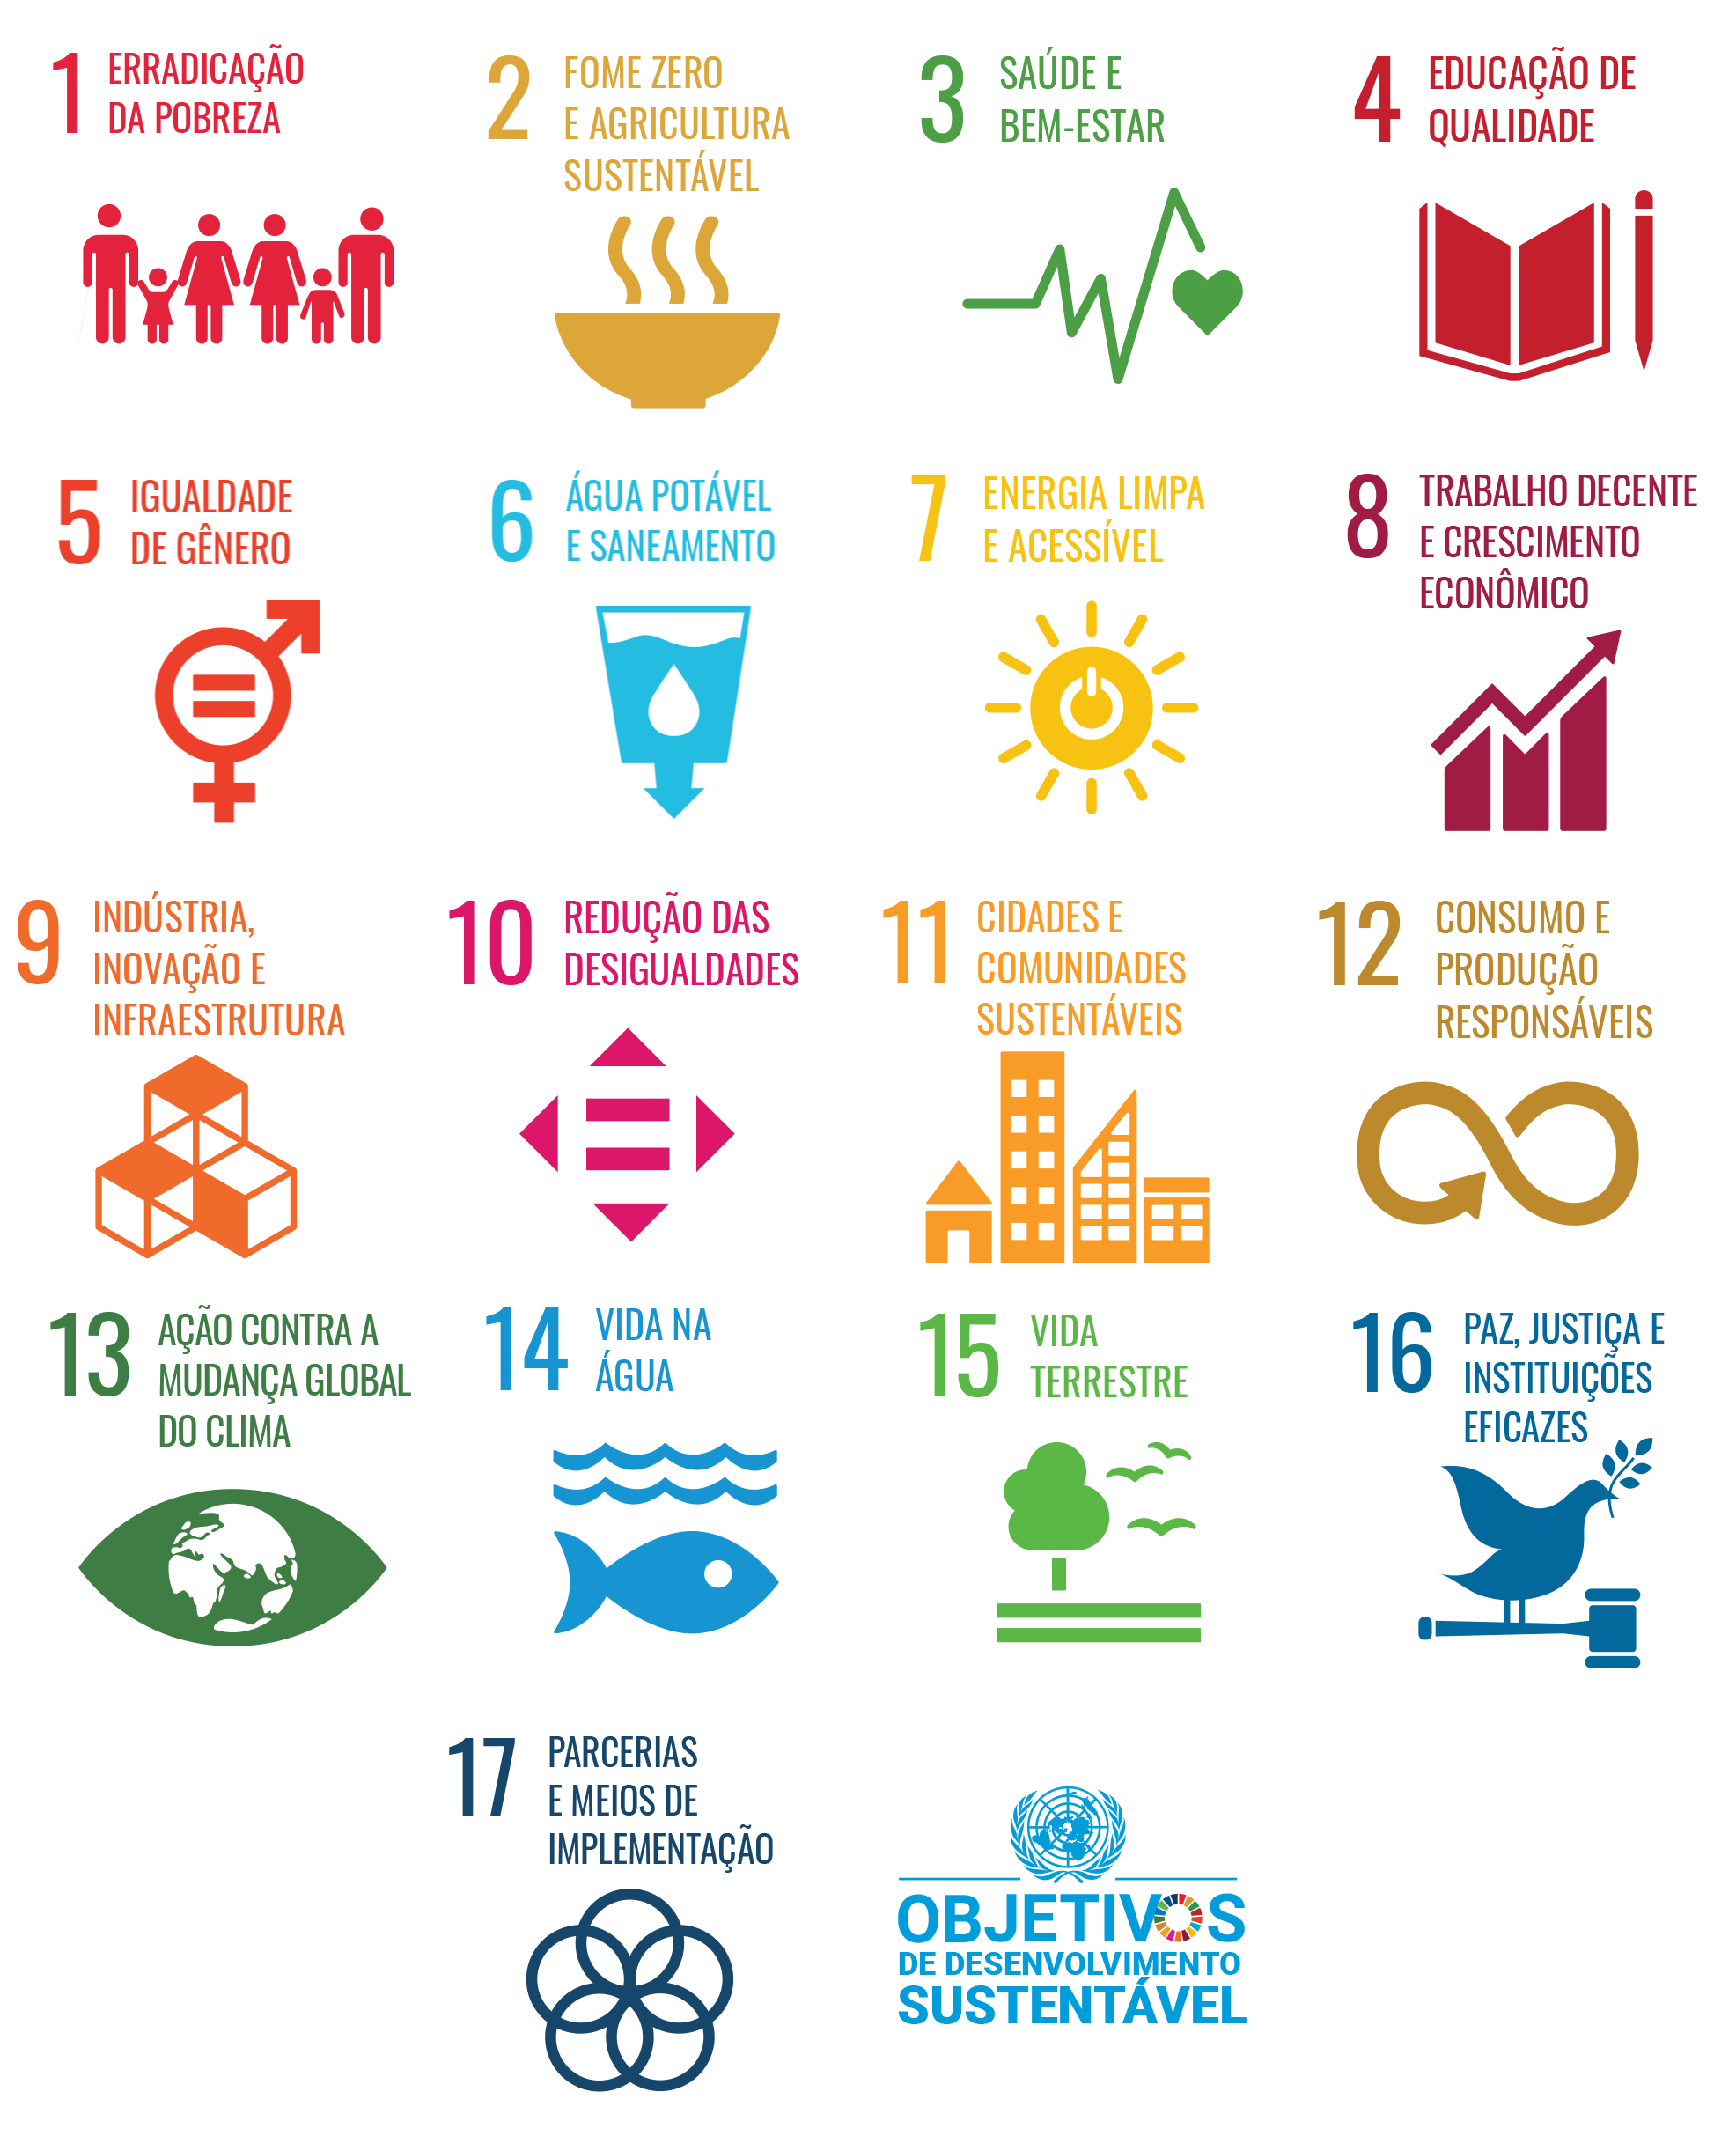 1 ERRADICAÇÃO
DA POBREZA
2 FOME ZERO
E AGRICULTURA
SUSTENTÁVEL
3 SAÚDE E
BEM-ESTAR
4 EDUCAÇÃO DE
QUALIDADE
5 IGUALDADE
DE GÊNERO
6 ÁGUA POTÁVEL
E SANEAMENTO
7 ENERGIA LIMPA
E ACESSÍVEL
8 TRABALHO DECENTE
E CRESCIMENTO
ECONÔMICO
9 INDÚSTRIA,
INOVAÇÃO E
INFRAESTRUTURA
10 REDUÇÃO DAS
DESIGUALDADES
11 CIDADES E
COMUNIDADES
SUSTENTÁVEIS
12 CONSUMO E
PRODUÇÃO
RESPONSÁVEIS
13 AÇÃO CONTRA A
MUDANÇA GLOBAL
DO CLIMA
14 VIDA NA
ÁGUA
15 VIDA
TERRESTRE
16 PAZ, JUSTIÇA E
INSTITUIÇÕES
EFICAZES
17 PARCERIAS
E MEIOS DE
IMPLEMENTAÇÃO
OBJETIVOS
DE DESENVOLVIMENTO
SUSTENTÁVEL